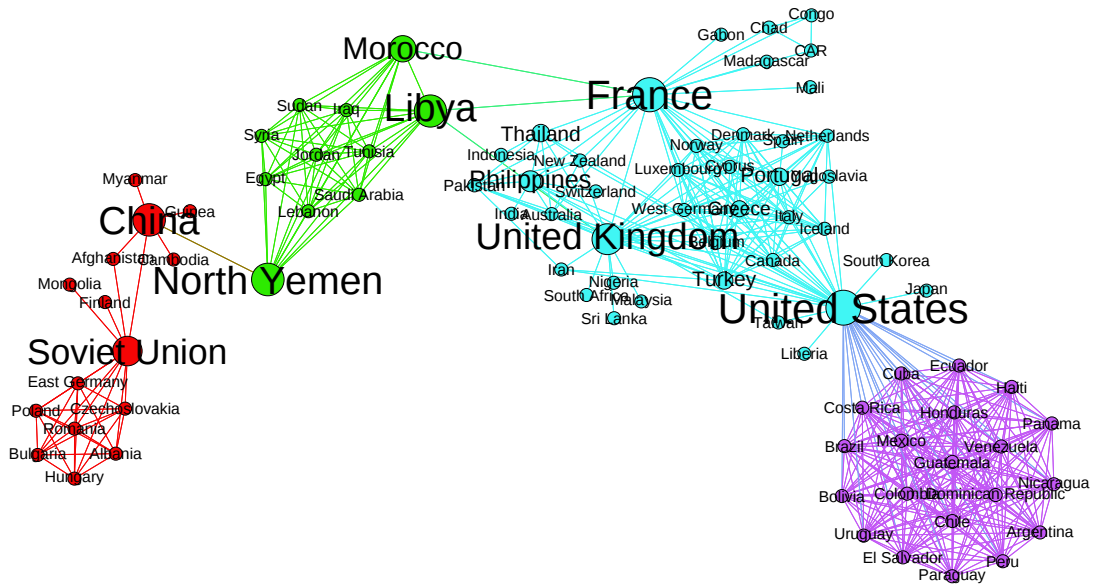 Congo
Chad
Gabon
CAR
Madagascar
Mali
Morocco
France
Libya
Sudan
Iraq
Syria
Jordan
Tunisia
Egypt
Saudi Arabia
Lebanon
Thailand
Indonesia
New Zealand
Pakistan
Philippines
Switzerland
India
Australia
Denmark
Spain
Netherlands
Norway
Luxembourg
Cyprus
Portugal
Yugoslavia
West Germany
Greece
Italy
Iceland
Belgium
United Kingdom
Canada
Turkey
Iran
Nigeria
South Africa
Malaysia
Sri Lanka
South Korea
Japan
United States
Taiwan
Liberia
Myanmar
Guinea
China
Afghanistan
Cambodia
North Yemen
Mongolia
Finland
Soviet Union
East Germany
Poland
Czechoslovakia
Romania
Bulgaria
Albania
Hungary
Ecuador
Cuba
Haiti
Costa Rica
Honduras
Panama
Brazil
Mexico
Venezuela
Guatemala
Nicaragua
Bolivia
Colombia
Dominican Republic
Chile
Uruguay
Argentina
El Salvador
Peru
Paraguay